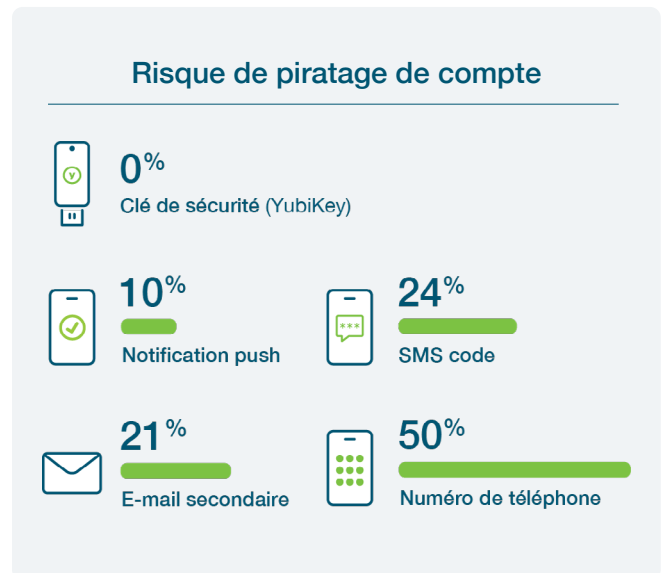 Risque de piratage de compte
y
0%
Clé de sécurité (YubiKey)
10%
Notification push
24%
***
SMS code
21%
E-mail secondaire
50%
Numéro de téléphone